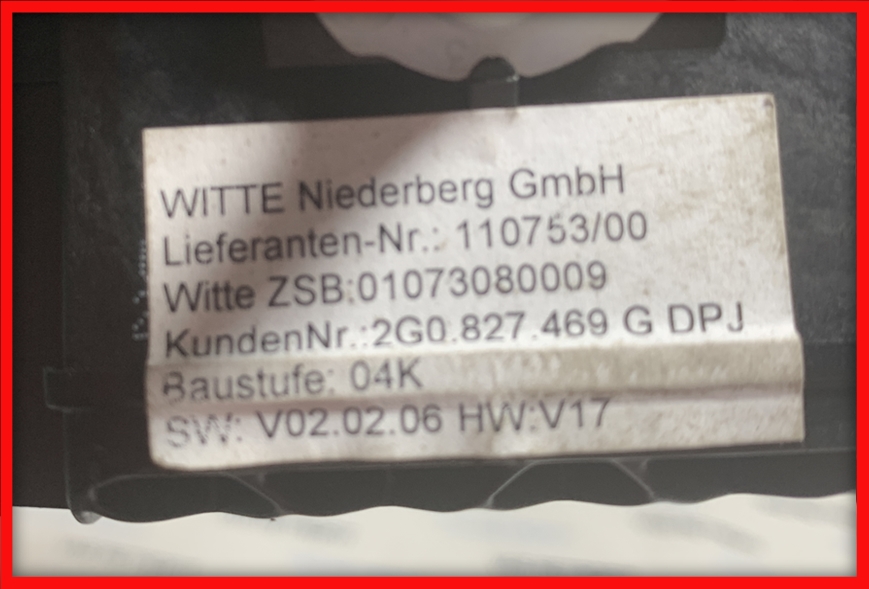 WITTE Niederberg GmbH
Lieferanten-Nr.: 110753/00
Witte ZSB:01073080009
KundenNr.:2G0.827.469 G DPJ
Baustufe: 04K
SW: V02.02.06 HW:V17